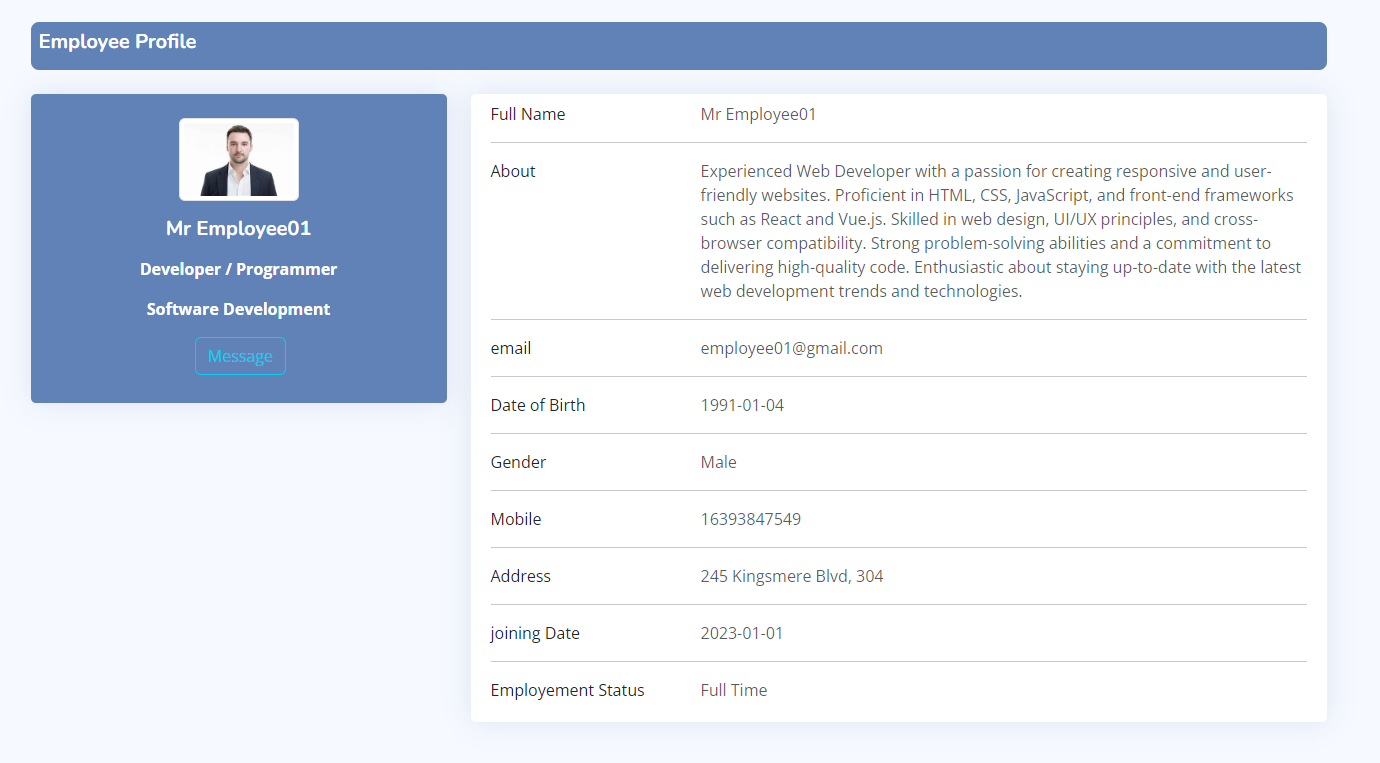 Employee Profile
Mr Employee01
Developer / Programmer
Software Development
Message
Full Name Mr Employee01
About Experienced Web Developer with a passion for creating responsive and user-
friendly websites. Proficient in HTML, CSS, JavaScript, and front-end frameworks
such as React and Vue.js. Skilled in web design, UI/UX principles, and cross-
browser compatibility. Strong problem-solving abilities and a commitment to
delivering high-quality code. Enthusiastic about staying up-to-date with the latest
web development trends and technologies.
email employee01@gmail.com
Date of Birth 1991-01-04
Gender Male
Mobile 16393847549
Address 245 Kingsmere Blvd, 304
joining Date 2023-01-01
Employement Status Full Time